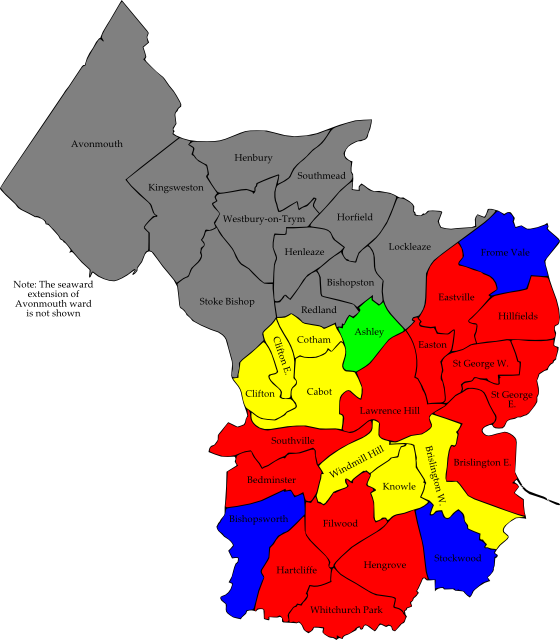 Avonmouth
Henbury
Southmead
Kingsweston
Westbury-on-Trym
Horfield
Lockleaze
Frome Vale
Henleaze
Bishopston
Note: The seaward
extension of
Avonmouth ward
is not shown
Stoke Bishop
Eastville
Redland
Hillfields
Ashley
Cotham
Clifton E.
Easton
St George W.
Clifton
Cabot
St George
E.
Lawrence Hill
Southville
Windmill Hill
Brislington W.
Brislington E.
Bedminster
Knowle
Bishopsworth
Filwood
Stockwood
Hartcliffe
Hengrove
Whitchurch Park